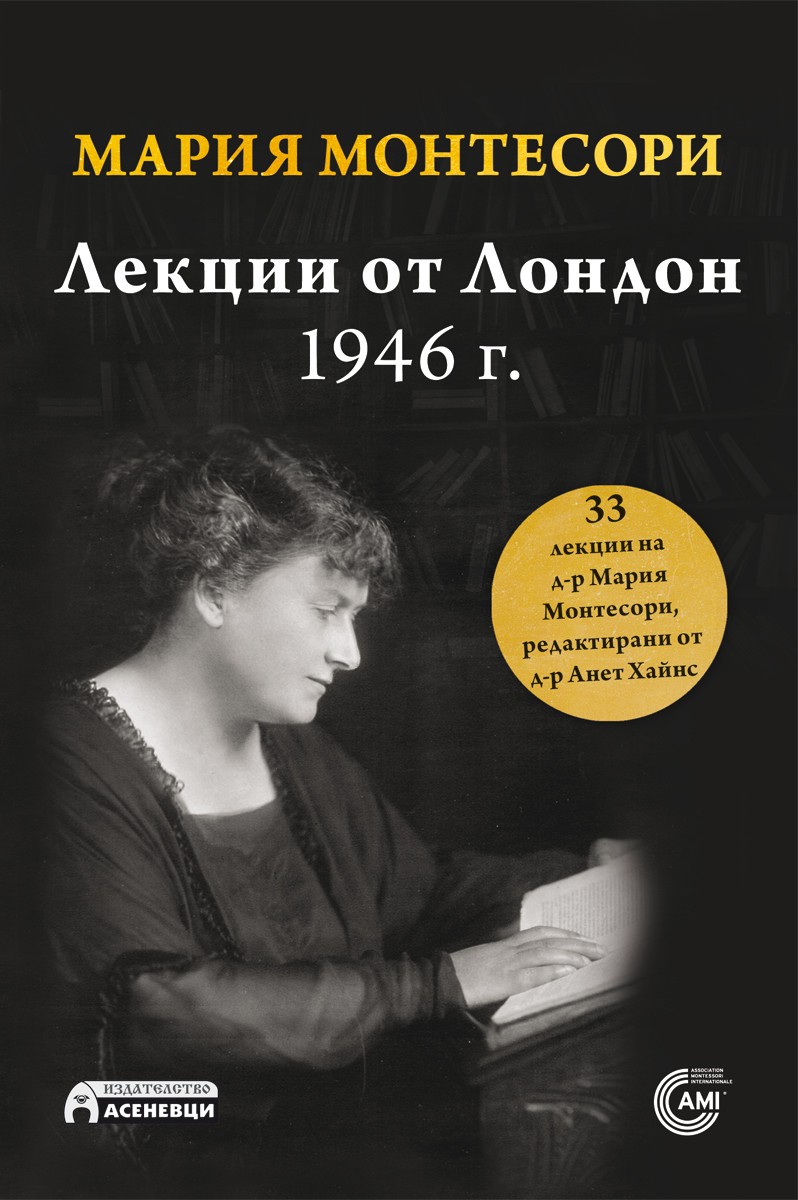 МАРИЯ МОНТЕСОРИ
Лекции от Лондон
1946 г.
33
лекции на
д-р Мария
Монтесори,
редактирани от
д-р Анет Хайнс
ИЗДАТЕЛСТВО
АСЕНЕВЦИ
ASSOCIATION
MONTESSORI
INTERNATIONALE
AMI